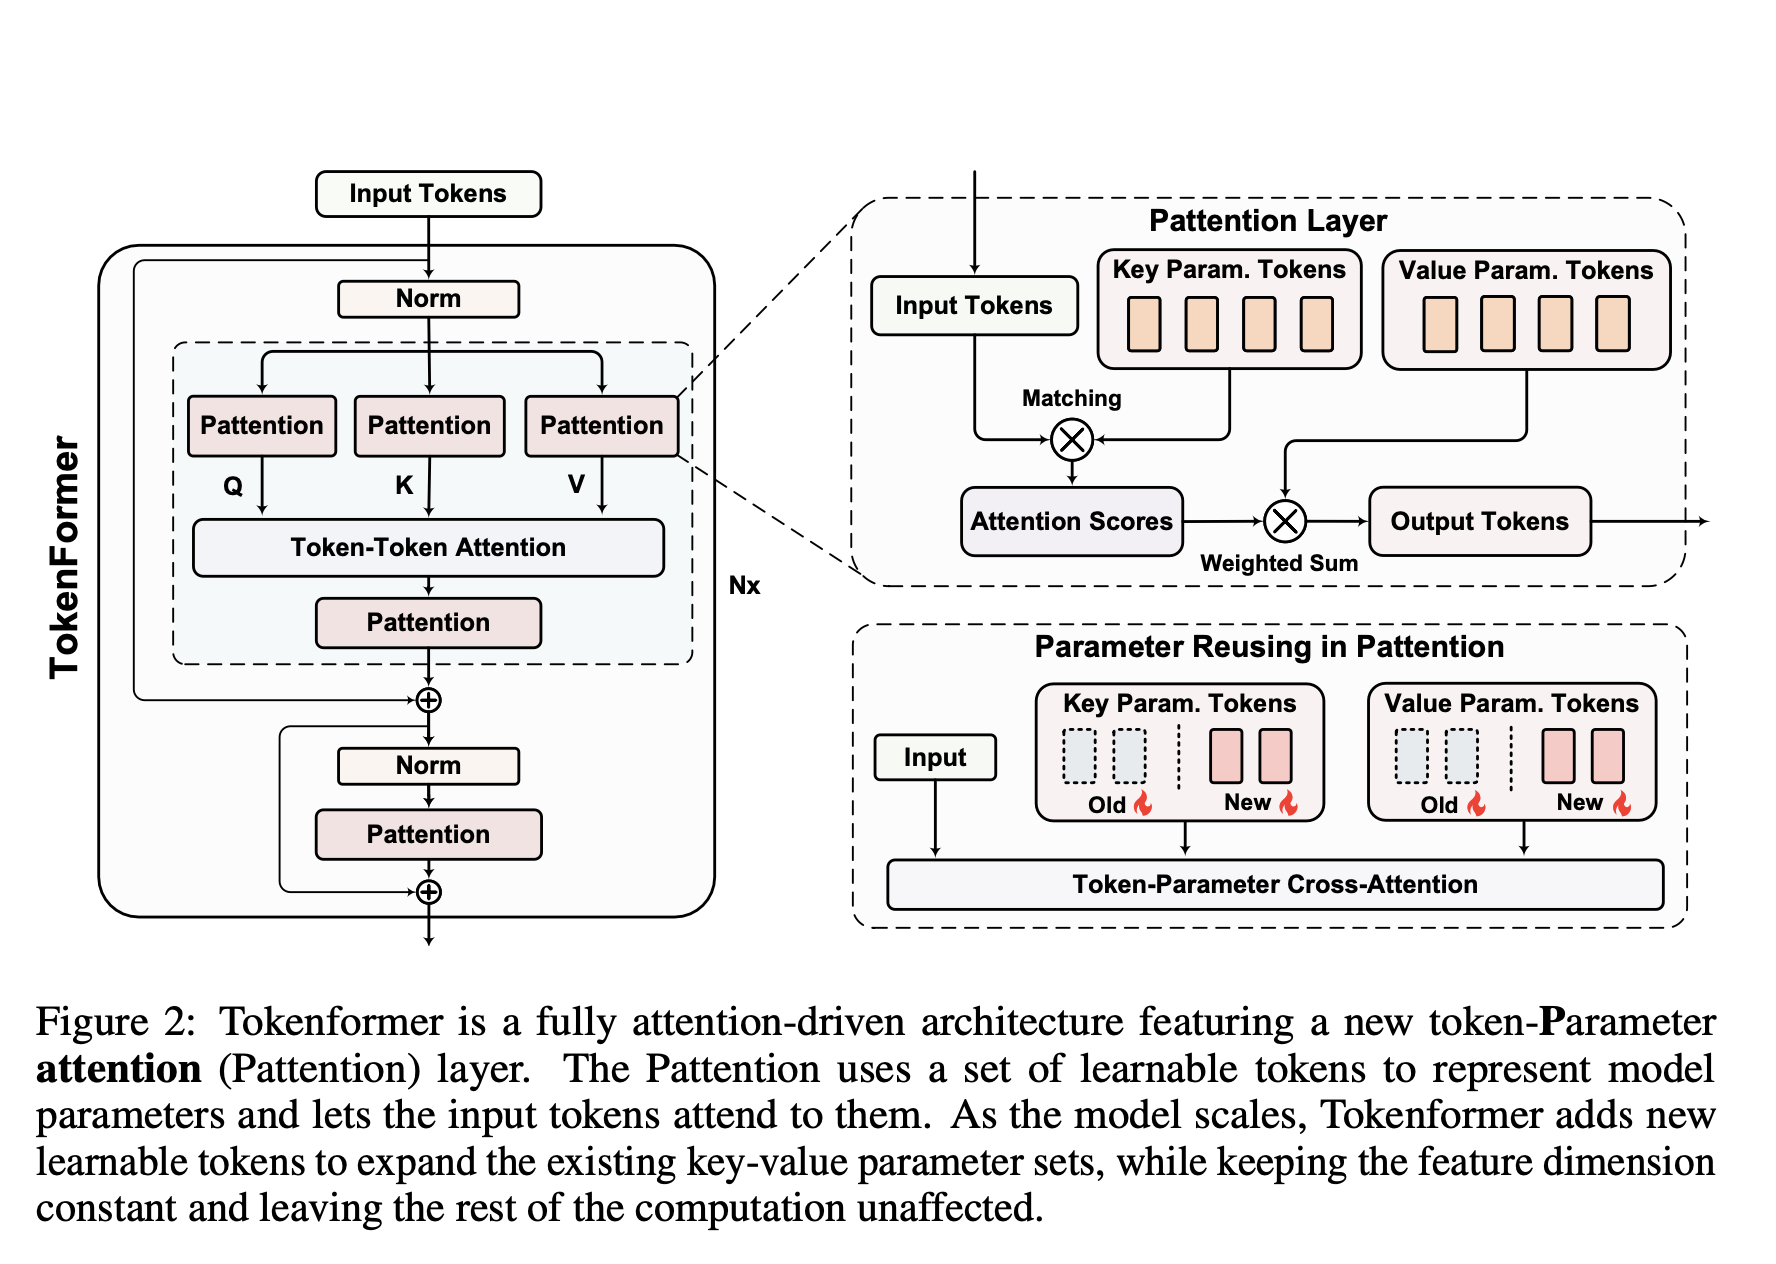 TokenFormer
Input Tokens
Norm
Pattention
Pattention
Pattention
Q
K
V
Token-Token Attention
Pattention
Nx
Norm
Pattention
Pattention Layer
Input Tokens
Key Param. Tokens
Value Param. Tokens
Matching
Attention Scores
Weighted Sum
Output Tokens
Parameter Reusing in Pattention
Input
Key Param. Tokens
Old
New
Value Param. Tokens
Old
New
Token-Parameter Cross-Attention
Figure 2: Tokenformer is a fully attention-driven architecture featuring a new token-Parameter
attention (Pattention) layer. The Pattention uses a set of learnable tokens to represent model
parameters and lets the input tokens attend to them. As the model scales, Tokenformer adds new
learnable tokens to expand the existing key-value parameter sets, while keeping the feature dimension
constant and leaving the rest of the computation unaffected.